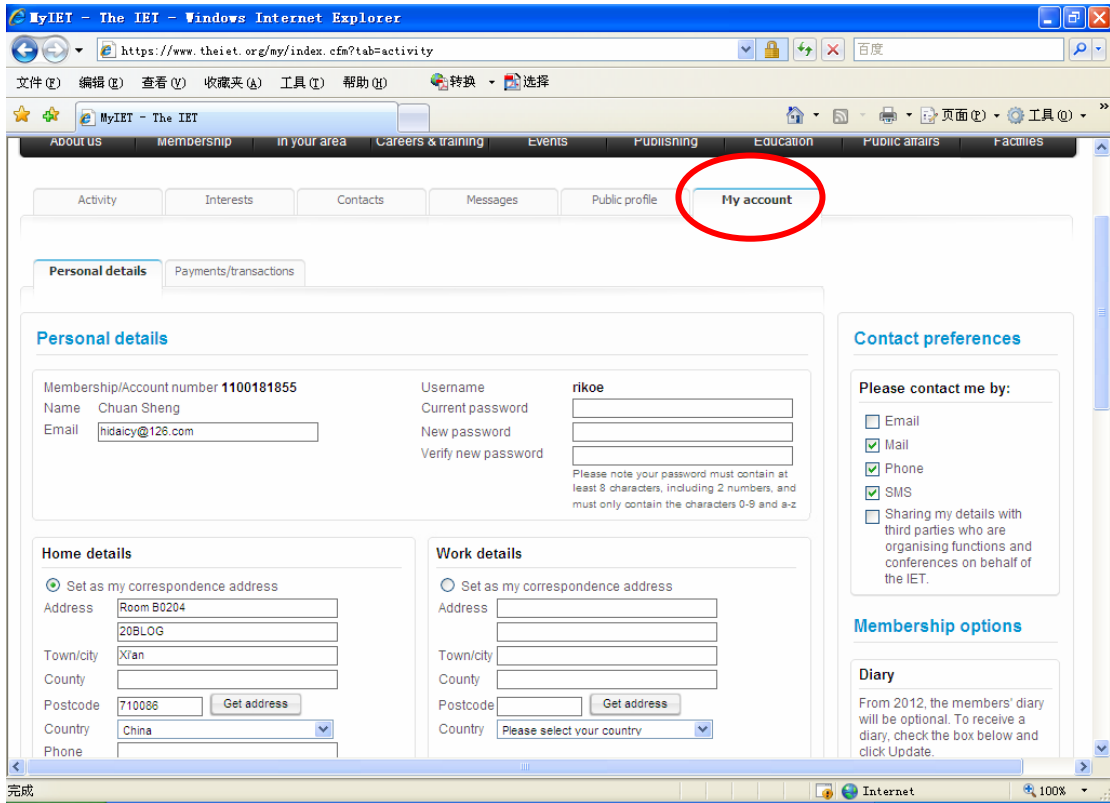 MyIET - The IET - Windows Internet Explorer
https://www.theiet.org/my/index.cfm?tab=activity
百度
文件(F) 编辑(E) 查看(V) 收藏夹(A) 工具(T) 帮助(H) 转换 选择
MyIET - The IET
页面(P) 工具(O) »
About us Membership In your area Careers & training Events Publishing Education Public affairs Facilities
Activity Interests Contacts Messages Public profile My account
Personal details Payments/transactions
Personal details
Membership/Account number 1100181855
Name Chuan Sheng
Email hidaicy@126.com
Username rikoe
Current password
New password
Verify new password
Please note your password must contain at
least 8 characters, including 2 numbers, and
must only contain the characters 0-9 and a-z
Home details
Set as my correspondence address
Address Room B0204
20BLOG
Town/city Xi'an
County
Postcode 710086 Get address
Country China
Phone
Work details
Set as my correspondence address
Address
Town/city
County
Postcode Get address
Country Please select your country
Contact preferences
Please contact me by:
Email
Mail
Phone
SMS
Sharing my details with
third parties who are
organising functions and
conferences on behalf of
the IET.
Membership options
Diary
From 2012, the members' diary
will be optional. To receive a
diary, check the box below and
click Update.
完成 Internet 100%